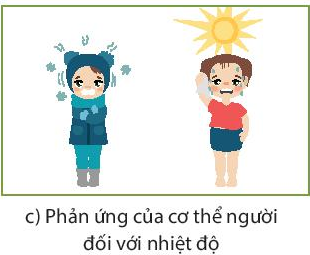 c) Phản ứng của cơ thể người
đối với nhiệt độ